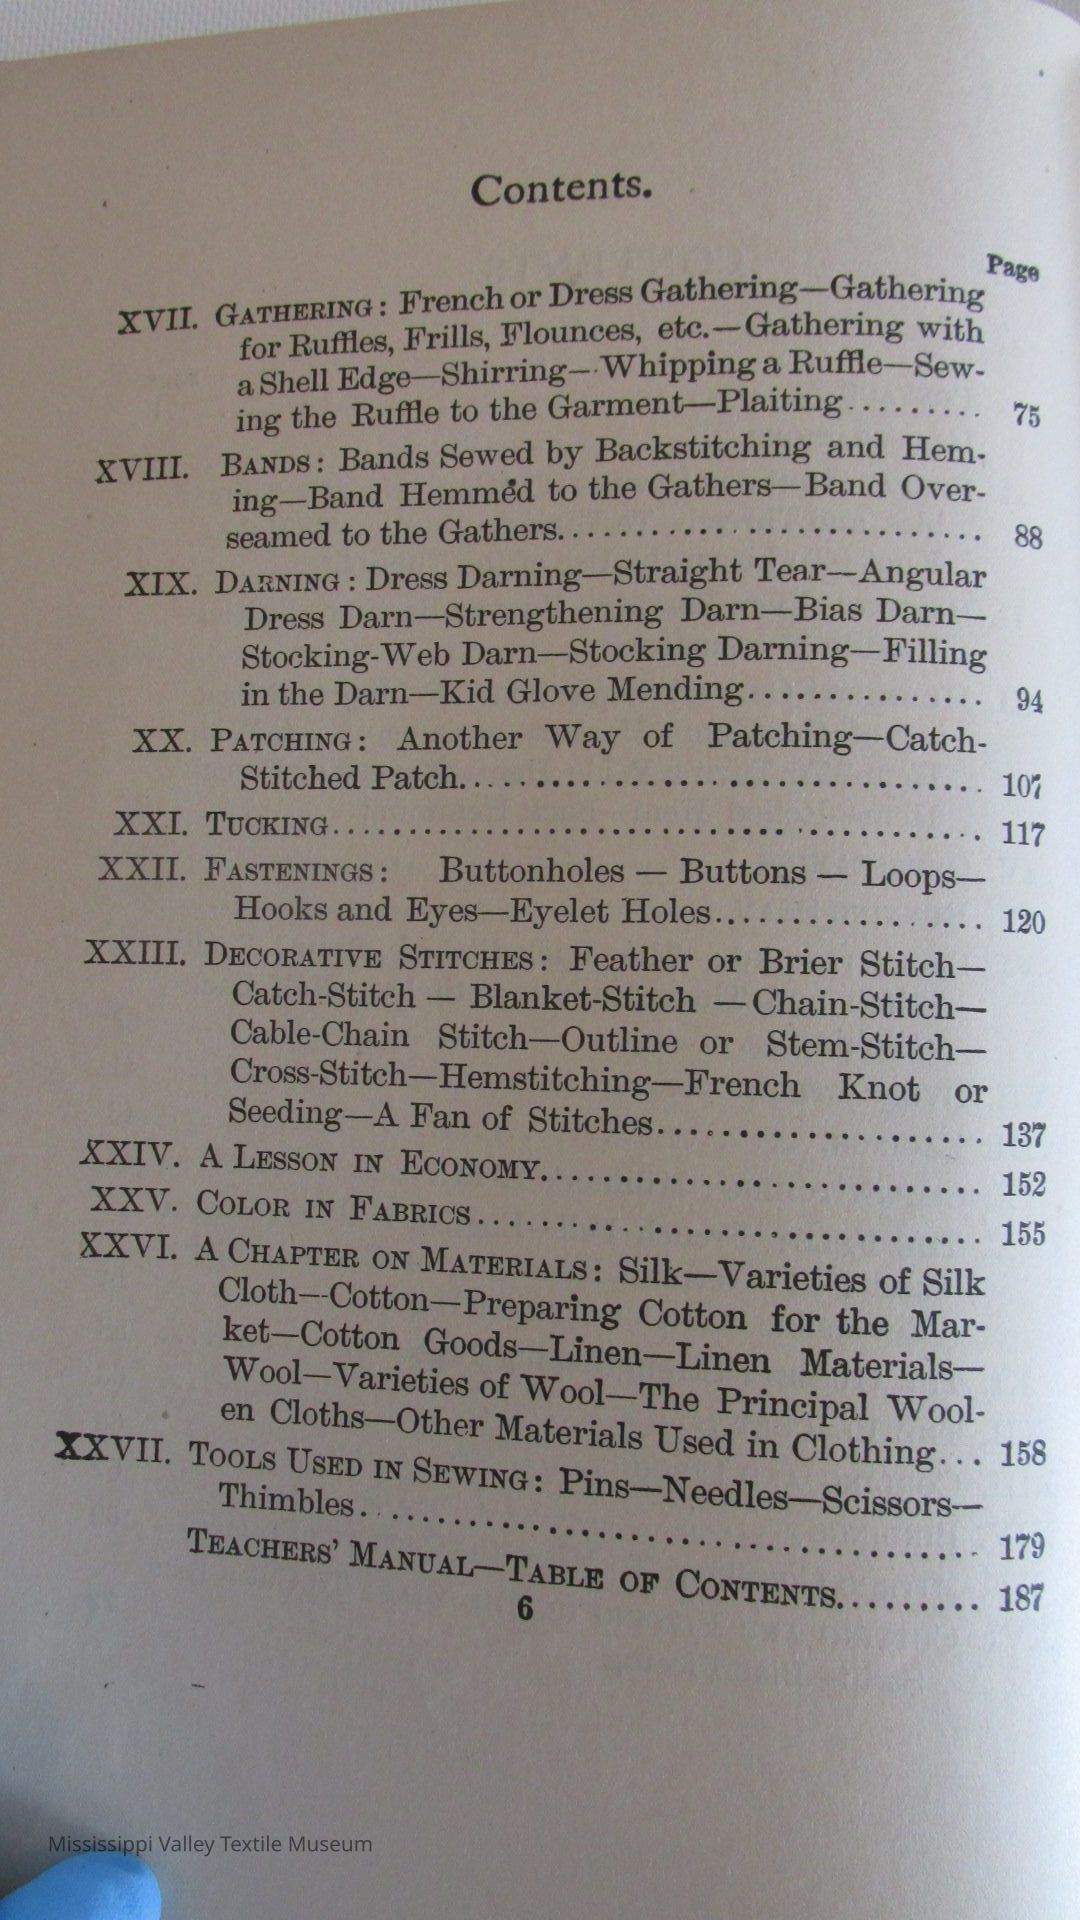 Contents.
Page
XVII. GATHERING: French or Dress Gathering—Gathering
for Ruffles, Frills, Flounces, etc.—Gathering with
a Shell Edge—Shirring—Whipping a Ruffle—Sew-
ing the Ruffle to the Garment—Plaiting......... 75
XVIII. BANDS: Bands Sewed by Backstitching and Hem-
ing—Band Hemmed to the Gathers—Band Over-
seamed to the Gathers............................ 88
XIX. DARNING: Dress Darning—Straight Tear—Angular
Dress Darn—Strengthening Darn—Bias Darn—
Stocking-Web Darn—Stocking Darning—Filling
in the Darn—Kid Glove Mending............... 94
XX. PATCHING: Another Way of Patching—Catch-
Stitched Patch.................................. 107
XXI. TUCKING........................................ 117
XXII. FASTENINGS: Buttonholes — Buttons — Loops—
Hooks and Eyes—Eyelet Holes.................. 120
XXIII. DECORATIVE STITCHES: Feather or Brier Stitch—
Catch-Stitch — Blanket-Stitch —Chain-Stitch—
Cable-Chain Stitch—Outline or Stem-Stitch—
Cross-Stitch—Hemstitching—French Knot or
Seeding—A Fan of Stitches..................... 137
XXIV. A LESSON IN ECONOMY............................ 152
XXV. COLOR IN FABRICS................................ 155
XXVI. A CHAPTER ON MATERIALS: Silk—Varieties of Silk
Cloth—Cotton—Preparing Cotton for the Mar-
ket—Cotton Goods—Linen—Linen Materials—
Wool—Varieties of Wool—The Principal Wool-
en Cloths—Other Materials Used in Clothing... 158
XXVII. TOOLS USED IN SEWING: Pins—Needles—Scissors—
Thimbles....................................... 179
TEACHERS' MANUAL—TABLE OF CONTENTS......... 187
6
Mississippi Valley Textile Museum